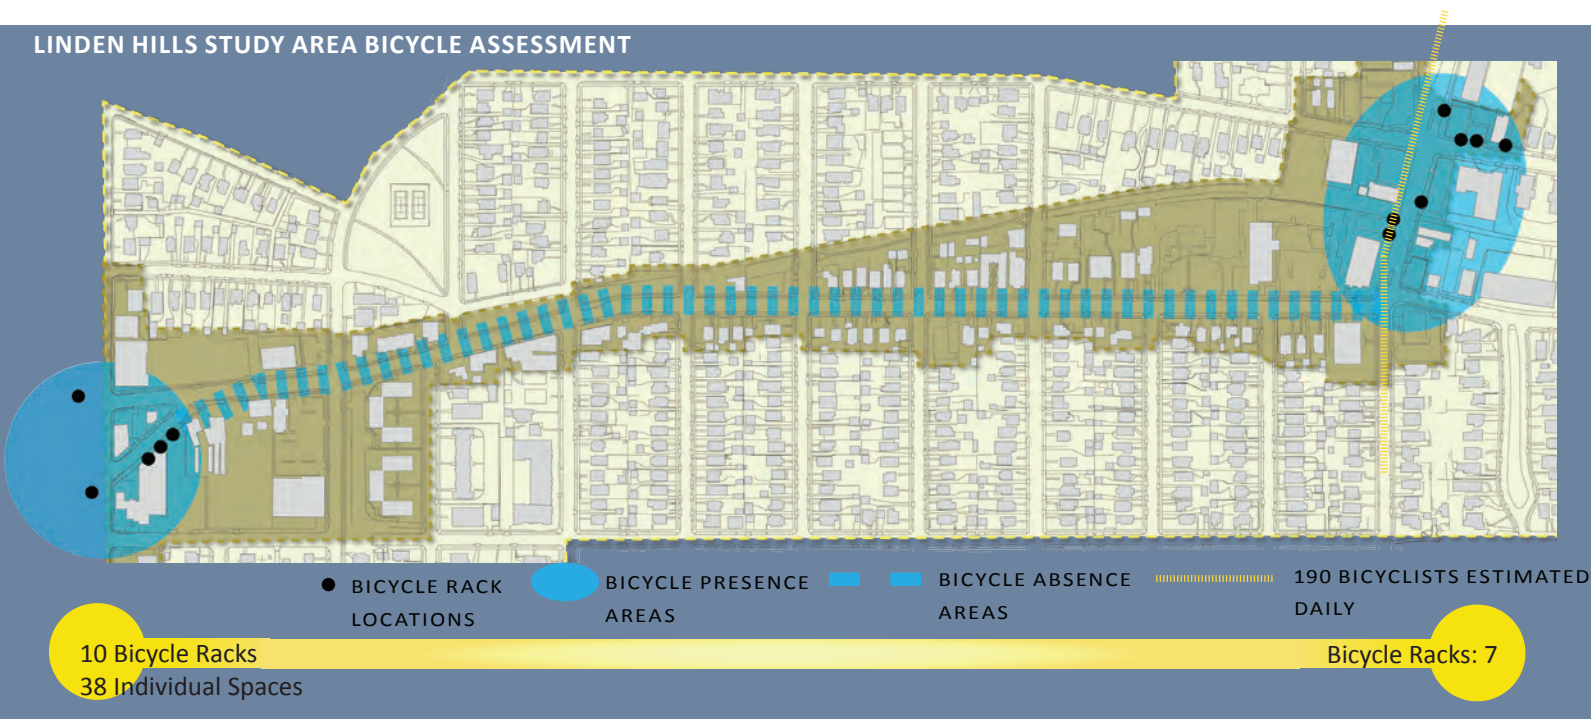 LINDEN HILLS STUDY AREA BICYCLE ASSESSMENT
BICYCLE RACK
LOCATIONS
BICYCLE PRESENCE
AREAS
BICYCLE ABSENCE
AREAS
190 BICYCLISTS ESTIMATED
DAILY
10 Bicycle Racks
38 Individual Spaces
Bicycle Racks: 7